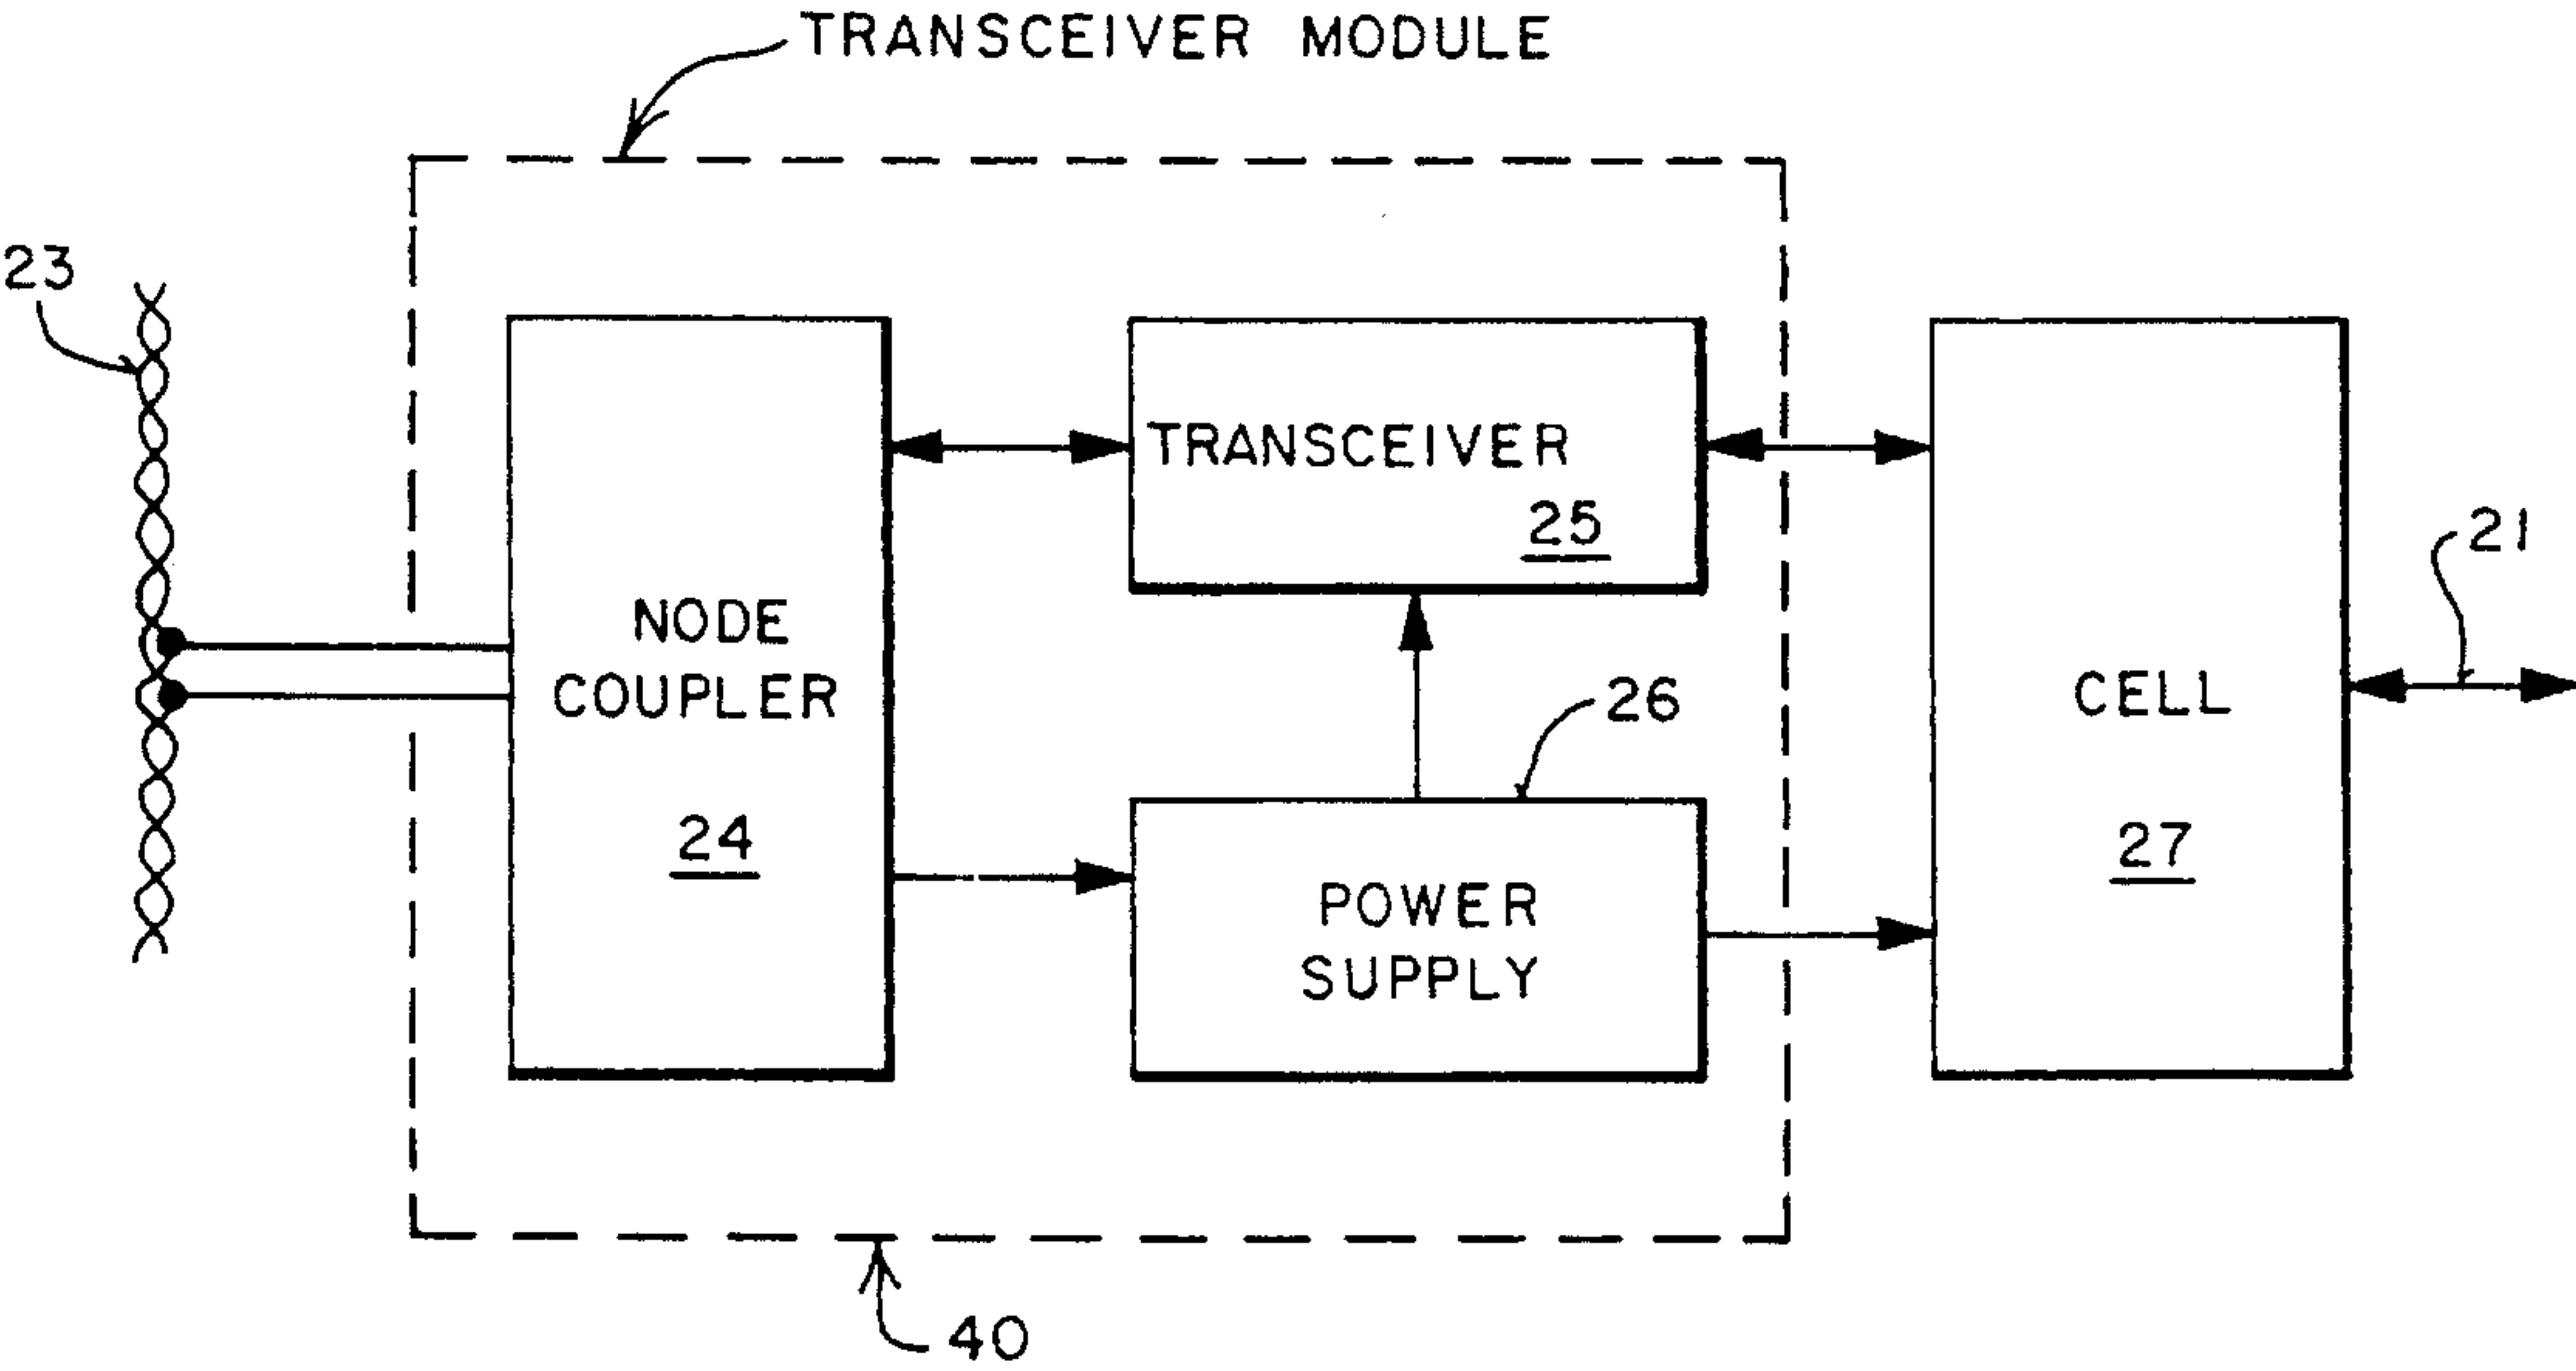 TRANSCEIVER MODULE
23
TRANSCEIVER
25
21
NODE
COUPLER
24
26
CELL
27
POWER
SUPPLY
40